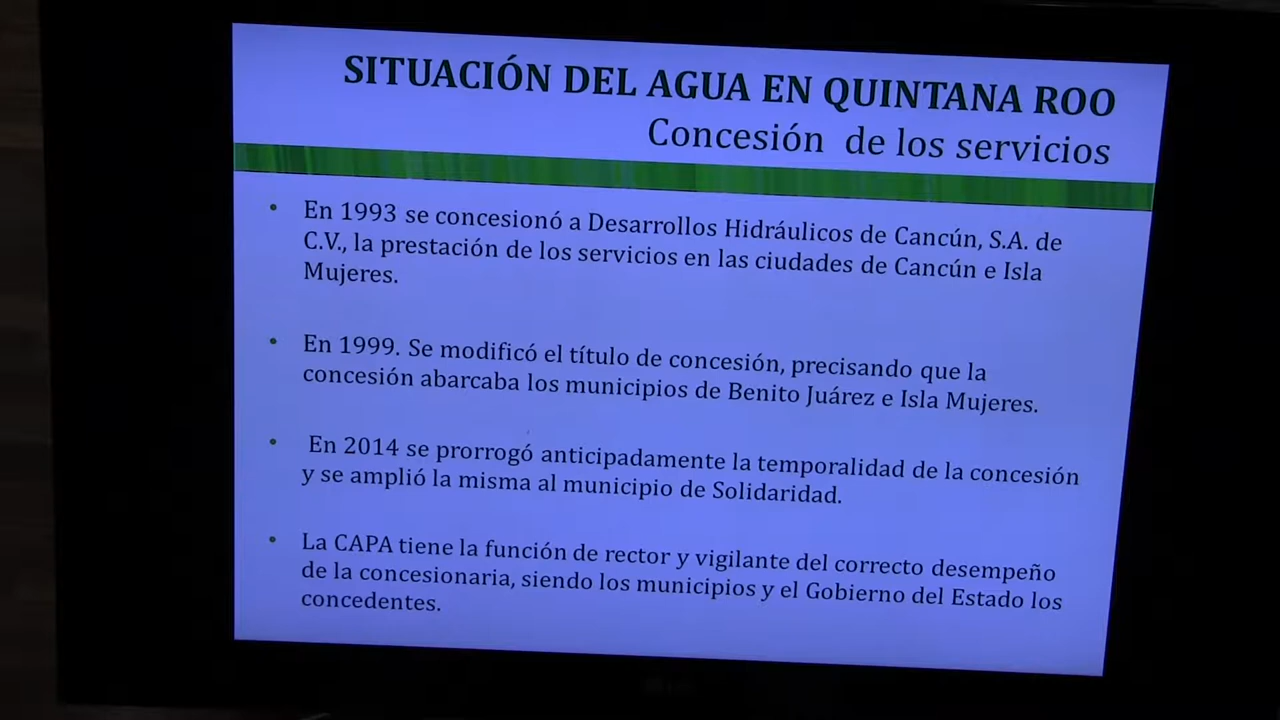 SITUACIÓN DEL AGUA EN QUINTANA ROO
Concesión de los servicios
• En 1993 se concesionó a Desarrollos Hidráulicos de Cancún, S.A. de
C.V., la prestación de los servicios en las ciudades de Cancún e Isla
Mujeres.
• En 1999. Se modificó el título de concesión, precisando que la
concesión abarcaba los municipios de Benito Juárez e Isla Mujeres.
• En 2014 se prorrogó anticipadamente la temporalidad de la concesión
y se amplió la misma al municipio de Solidaridad.
• La CAPA tiene la función de rector y vigilante del correcto desempeño
de la concesionaria, siendo los municipios y el Gobierno del Estado los
concedentes.